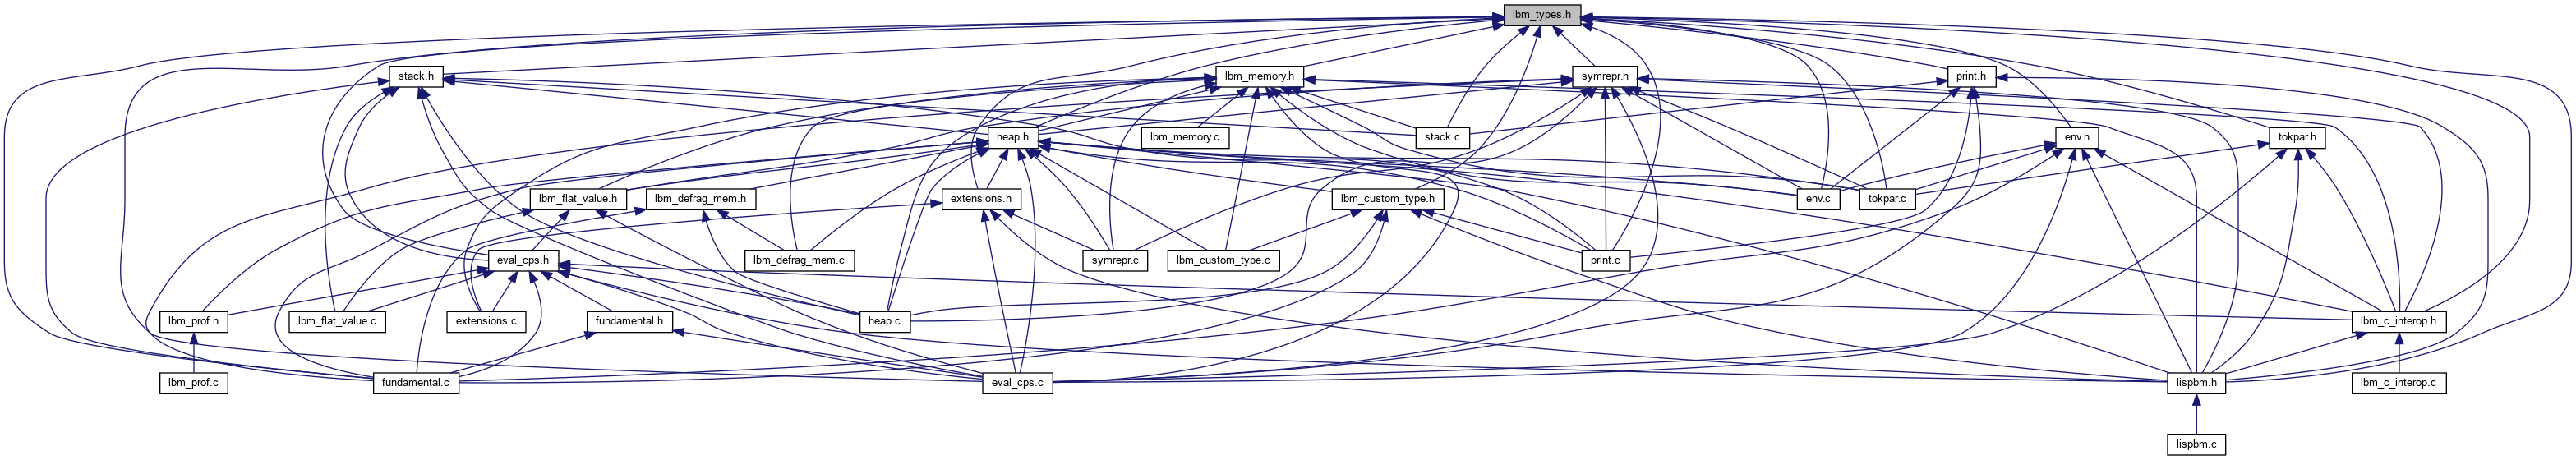 lbm_types.h
stack.h
lbm_memory.h
symrepr.h
print.h
heap.h
lbm_memory.c
stack.c
env.h
tokpar.h
lbm_flat_value.h
lbm_defrag_mem.h
extensions.h
lbm_custom_type.h
env.c
tokpar.c
eval_cps.h
lbm_defrag_mem.c
symrepr.c
lbm_custom_type.c
print.c
lbm_prof.h
lbm_flat_value.c
extensions.c
fundamental.h
heap.c
lbm_c_interop.h
lbm_prof.c
fundamental.c
eval_cps.c
lispbm.h
lbm_c_interop.c
lispbm.c